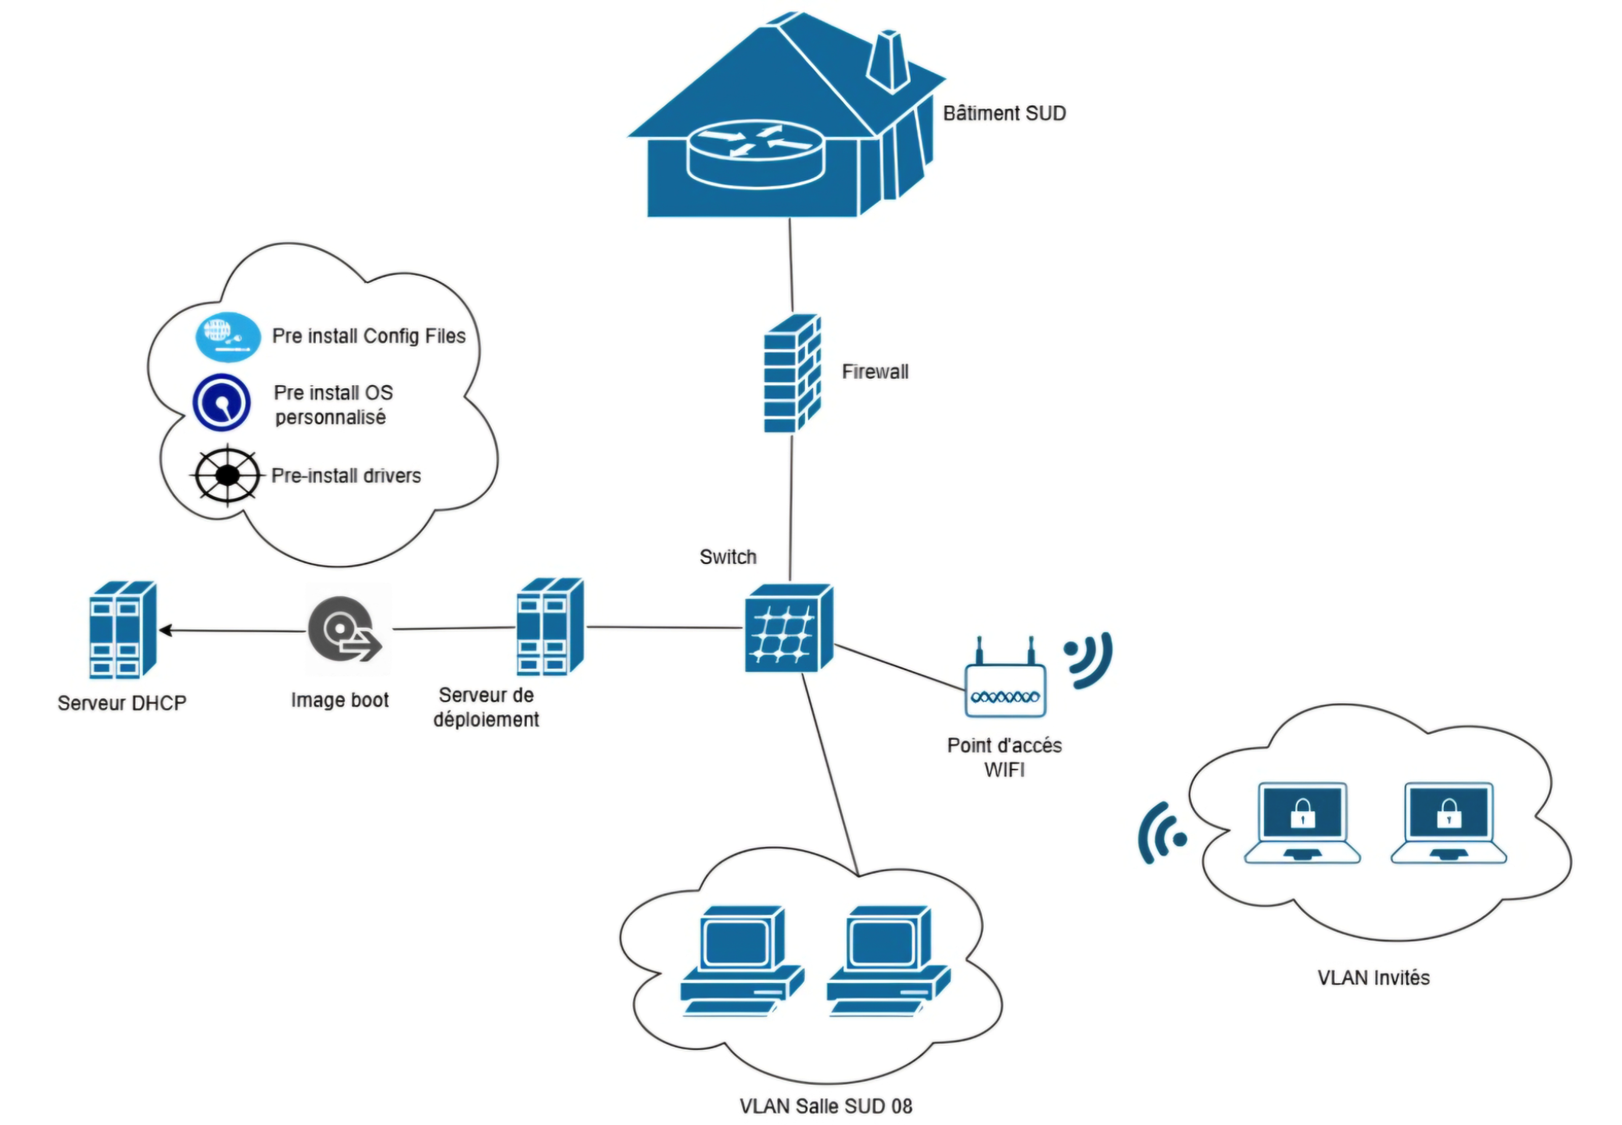 Bâtiment SUD
Pre install Config Files
Firewall
Pre install OS
personnalisé
Pre-install drivers
Switch
Serveur DHCP
Image boot
Serveur de
déploiement
Point d'accés
WIFI
VLAN Invités
VLAN Salle SUD 08